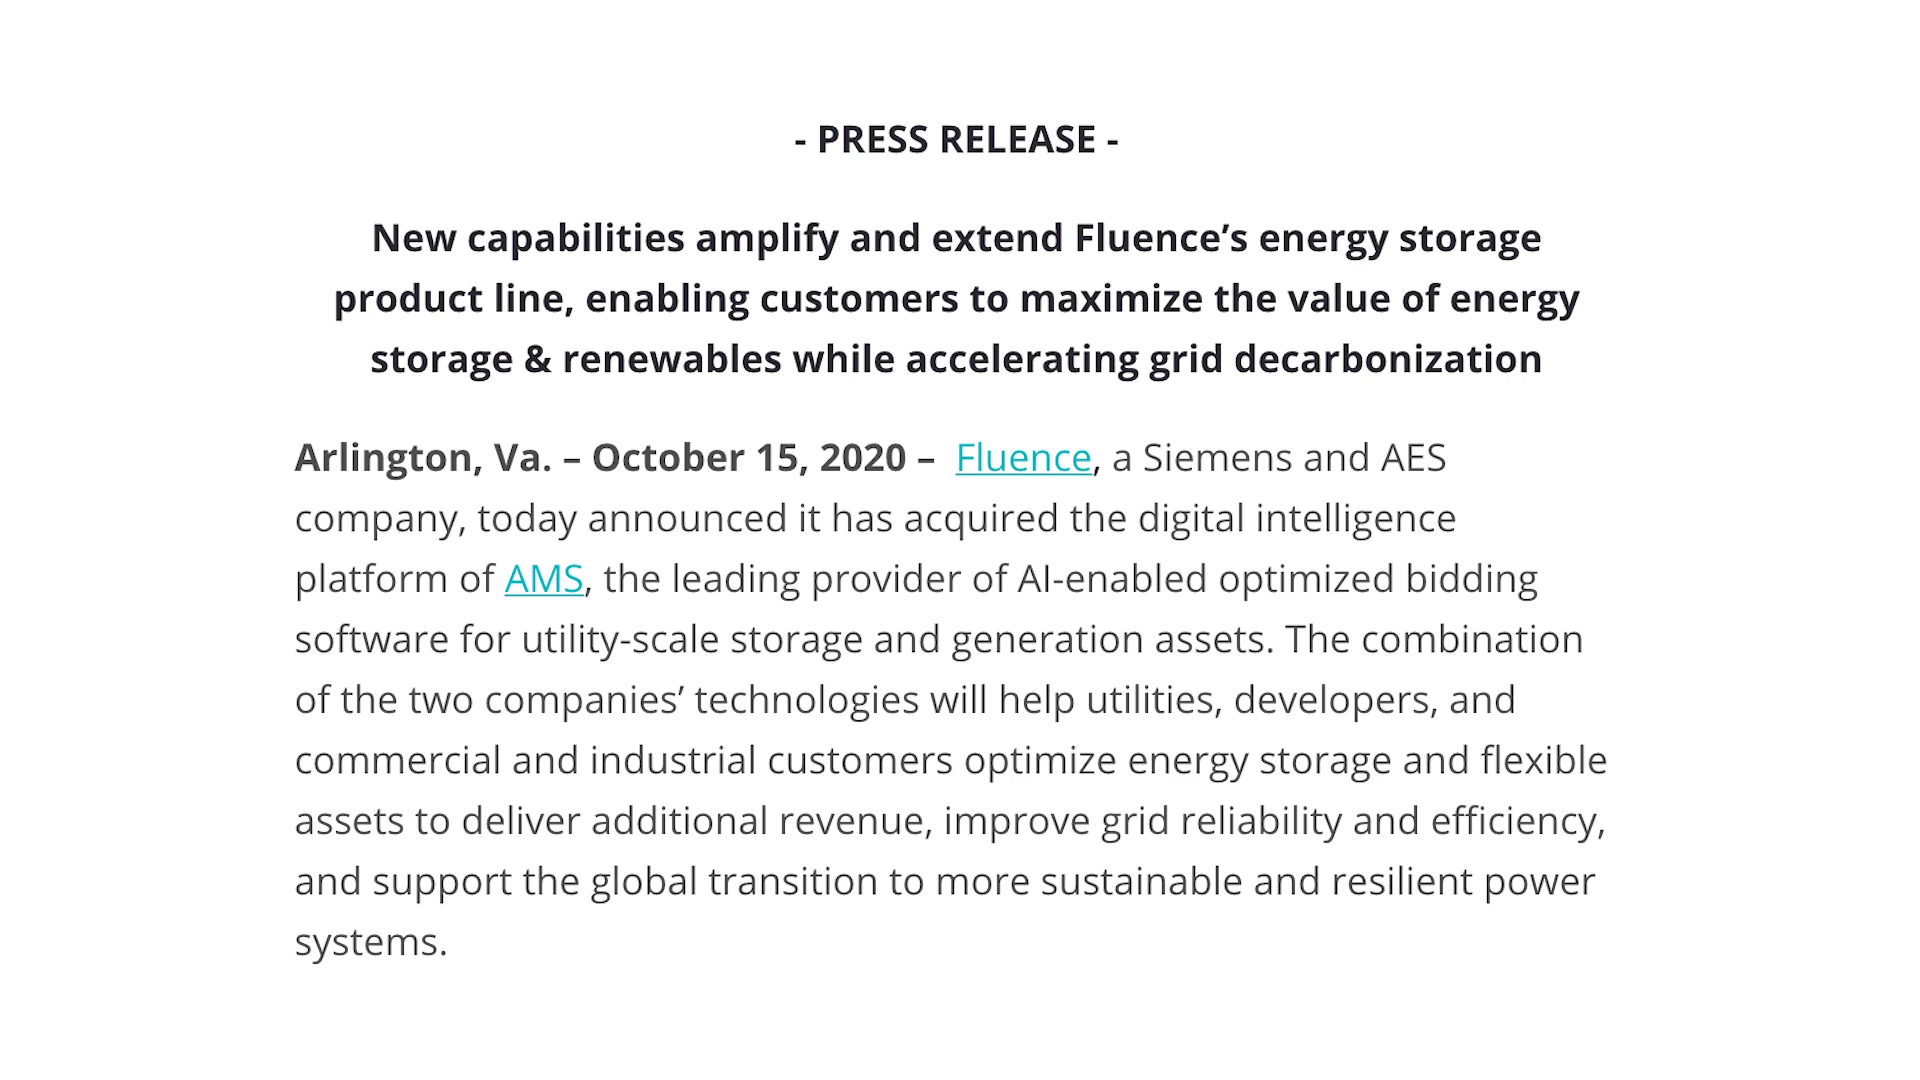 - PRESS RELEASE -
New capabilities amplify and extend Fluence’s energy storage
product line, enabling customers to maximize the value of energy
storage & renewables while accelerating grid decarbonization
Arlington, Va. – October 15, 2020 – Fluence, a Siemens and AES
company, today announced it has acquired the digital intelligence
platform of AMS, the leading provider of AI-enabled optimized bidding
software for utility-scale storage and generation assets. The combination
of the two companies’ technologies will help utilities, developers, and
commercial and industrial customers optimize energy storage and flexible
assets to deliver additional revenue, improve grid reliability and efficiency,
and support the global transition to more sustainable and resilient power
systems.